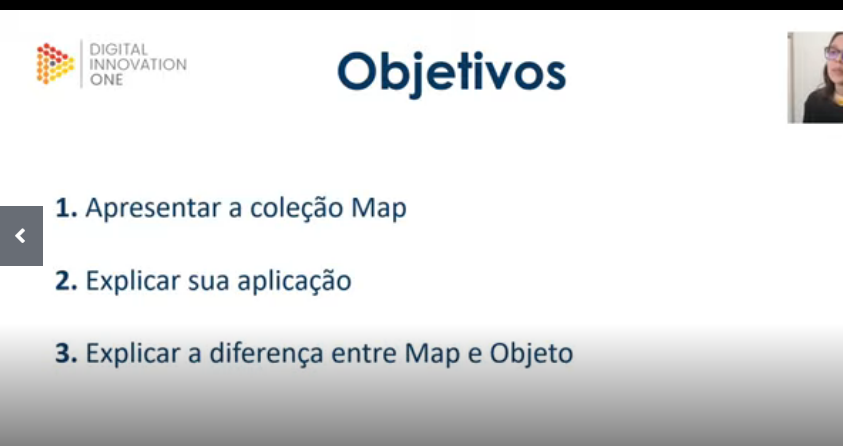 DIGITAL
INNOVATION
ONE
Objetivos
1. Apresentar a coleção Map
2. Explicar sua aplicação
3. Explicar a diferença entre Map e Objeto